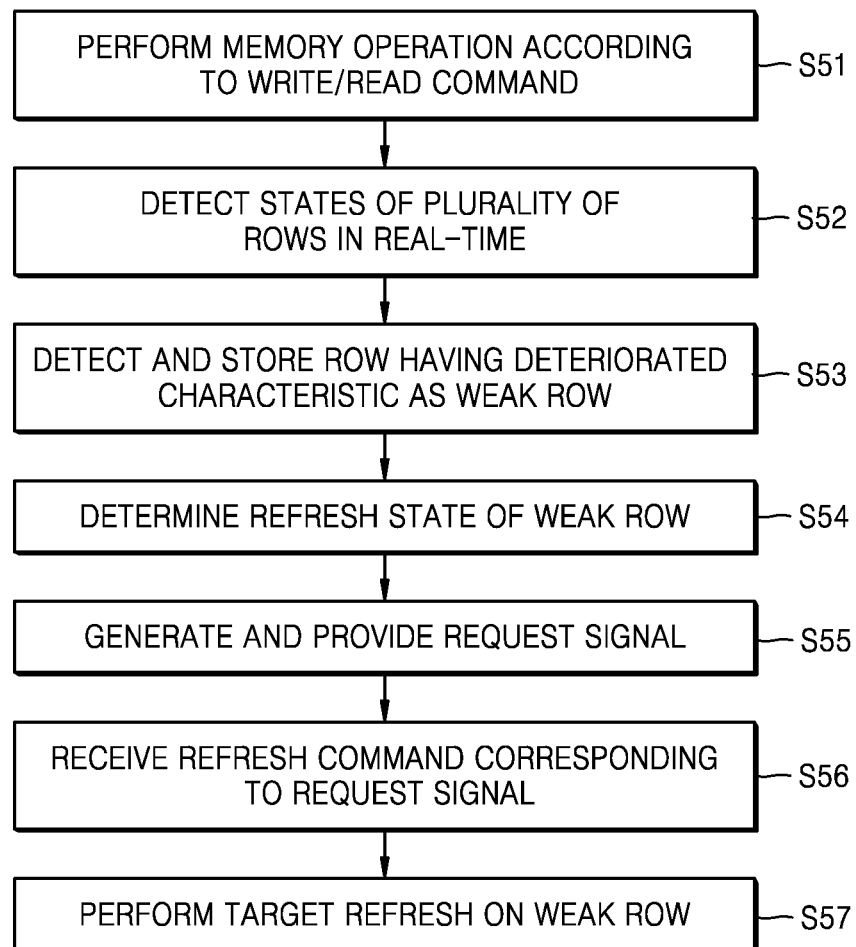 PERFORM MEMORY OPERATION ACCORDING
TO WRITE/READ COMMAND
S51
DETECT STATES OF PLURALITY OF
ROWS IN REAL-TIME
S52
DETECT AND STORE ROW HAVING DETERIORATED
CHARACTERISTIC AS WEAK ROW
S53
DETERMINE REFRESH STATE OF WEAK ROW
S54
GENERATE AND PROVIDE REQUEST SIGNAL
S55
RECEIVE REFRESH COMMAND CORRESPONDING
TO REQUEST SIGNAL
S56
PERFORM TARGET REFRESH ON WEAK ROW
S57